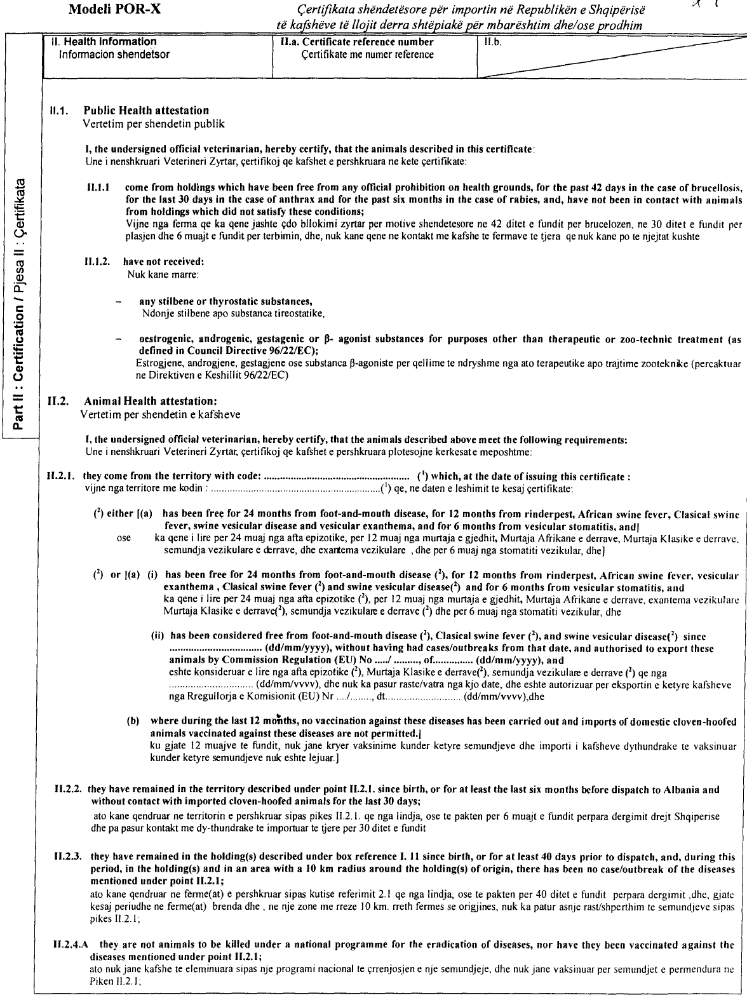 Modeli POR-X
Çertifikata shëndetësore për importin në Republikën e Shqipërisë
të kafshëve të llojit derra shtëpiakë për mbarështim dhe/ose prodhim
II. Health information
Informacion shendetsor
II.a. Certificate reference number
Çertifikate me numer reference
II.b.
Part II : Certification / Pjesa II : Çertifikata
II.1. Public Health attestation
Vertetim per shendetin publik
I, the undersigned official veterinarian, hereby certify, that the animals described in this certificate:
Une i nenshkruari Veterineri Zyrtar, çertifikoj qe kafshet e pershkruara ne kete çertifikate:
II.1.1 come from holdings which have been free from any official prohibition on health grounds, for the past 42 days in the case of brucellosis,
for the last 30 days in the case of anthrax and for the past six months in the case of rabies, and, have not been in contact with animals
from holdings which did not satisfy these conditions;
Vijne nga ferma qe ka qene jashte çdo bllokimi zyrtar per motive shendetesore ne 42 ditet e fundit per brucelozen, ne 30 ditet e fundit per
plasjen dhe 6 muajt e fundit per terbimin, dhe, nuk kane qene ne kontakt me kafshe te fermave te tjera qe nuk kane po te njejtat kushte
II.1.2. have not received:
Nuk kane marre:
– any stilbene or thyrostatic substances,
Ndonje stilbene apo substanca tireostatike,
– oestrogenic, androgenic, gestagenic or β- agonist substances for purposes other than therapeutic or zoo-technic treatment (as
defined in Council Directive 96/22/EC);
Estrogjene, androgjene, gestagjene ose substanca β-agoniste per qellime te ndryshme nga ato terapeutike apo trajtime zooteknike (percaktuar
ne Direktiven e Keshillit 96/22/EC)
II.2. Animal Health attestation:
Vertetim per shendetin e kafsheve
I, the undersigned official veterinarian, hereby certify, that the animals described above meet the following requirements:
Une i nenshkruari Veterineri Zyrtar, çertifikoj qe kafshet e pershkruara plotesojne kerkesate meposhtme:
II.2.1. they come from the territory with code: ........................................................ (¹) which, at the date of issuing this certificate :
vijne nga territore me kodin : ..............................................................(¹) qe, ne daten e leshimit te kesaj çertifikate:
(²) either [(a) has been free for 24 months from foot-and-mouth disease, for 12 months from rinderpest, African swine fever, Clasical swine
fever, swine vesicular disease and vesicular exanthema, and for 6 months from vesicular stomatitis, and]
ose ka qene i lire per 24 muaj nga afta epizotike, per 12 muaj nga murtaja e gjedhit, Murtaja Afrikane e derrave, Murtaja Klasike e derrave,
semundja vezikulare e derrave, dhe exantema vezikulare , dhe per 6 muaj nga stomatiti vezikular, dhe]
(²) or [(a) (i) has been free for 24 months from foot-and-mouth disease (²), for 12 months from rinderpest, African swine fever, vesicular
exanthema , Clasical swine fever (²) and swine vesicular disease(²) and for 6 months from vesicular stomatitis, and
ka qene i lire per 24 muaj nga afta epizotike (²), per 12 muaj nga murtaja e gjedhit, Murtaja Afrikane e derrave, exantema vezikulare
Murtaja Klasike e derrave(²), semundja vezikulare e derrave (²) dhe per 6 muaj nga stomatiti vezikular, dhe
(ii) has been considered free from foot-and-mouth disease (²), Clasical swine fever (²), and swine vesicular disease(²) since
.................................. (dd/mm/yyyy), without having had cases/outbreaks from that date, and authorised to export these
animals by Commission Regulation (EU) No ...../ ........., of............... (dd/mm/yyyy), and
eshte konsideruar e lire nga afta epizotike (²), Murtaja Klasike e derrave(²), semundja vezikulare e derrave (²) qe nga
............................... (dd/mm/vvvv), dhe nuk ka pasur raste/vatra nga kjo date, dhe eshte autorizuar per eksportin e ketyre kafsheve
nga Rregullorja e Komisionit (EU) Nr ..../........, dt............................ (dd/mm/vvvv),dhe
(b) where during the last 12 months, no vaccination against these diseases has been carried out and imports of domestic cloven-hoofed
animals vaccinated against these diseases are not permitted.]
ku gjate 12 muajve te fundit, nuk jane kryer vaksinime kunder ketyre semundjeve dhe importi i kafsheve dythundrake te vaksinuar
kunder ketyre semundjeve nuk eshte lejuar.]
II.2.2. they have remained in the territory described under point II.2.1. since birth, or for at least the last six months before dispatch to Albania and
without contact with imported cloven-hoofed animals for the last 30 days;
ato kane qendruar ne territorin e pershkruar sipas pikes II.2.1. qe nga lindja, ose te pakten per 6 muajt e fundit perpara dergimit drejt Shqiperise
dhe pa pasur kontakt me dy-thundrake te importuar te tjere per 30 ditet e fundit
II.2.3. they have remained in the holding(s) described under box reference I. 11 since birth, or for at least 40 days prior to dispatch, and, during this
period, in the holding(s) and in an area with a 10 km radius around the holding(s) of origin, there has been no case/outbreak of the diseases
mentioned under point II.2.1;
ato kane qendruar ne ferme(at) e pershkruar sipas kutise referimit 2.1 qe nga lindja, ose te pakten per 40 ditet e fundit perpara dergimit ,dhe, gjate
kesaj periudhe ne ferme(at) brenda dhe , ne nje zone me rreze 10 km. rreth fermes se origjines, nuk ka patur asnje rast/shperthim te semundjeve sipas
pikes II.2.1;
II.2.4.A they are not animals to be killed under a national programme for the eradication of diseases, nor have they been vaccinated against the
diseases mentioned under point II.2.1;
ato nuk jane kafshe te eleminuara sipas nje programi nacional te çrrenjosjen e nje semundjeje, dhe nuk jane vaksinuar per semundjet e permendura ne
Piken II.2.1;